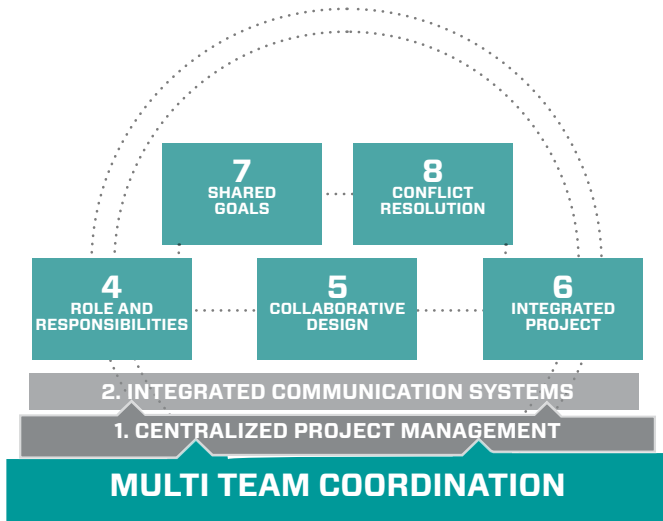 7
SHARED
GOALS
8
CONFLICT
RESOLUTION
4
ROLE AND
RESPONSIBILITIES
5
COLLABORATIVE
DESIGN
6
INTEGRATED
PROJECT
2. INTEGRATED COMMUNICATION SYSTEMS
1. CENTRALIZED PROJECT MANAGEMENT
MULTI TEAM COORDINATION